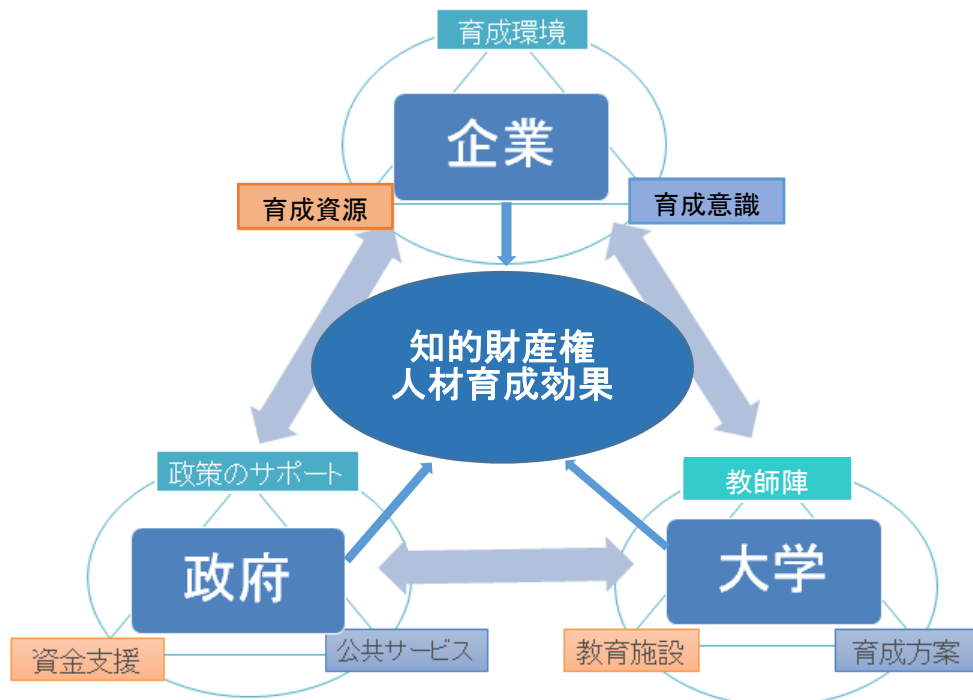 育成環境
企業
育成資源
育成意識
知的財産権
人材育成効果
政策のサポート
教師陣
政府
大学
資金支援
公共サービス
教育施設
育成方案